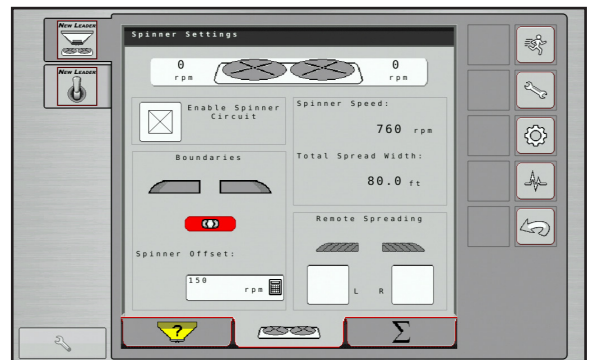 NEW LEADER
NEW LEADER
Spinner Settings
0
rpm
0
rpm
Enable Spinner
Circuit
Spinner Speed:
760 rpm
Total Spread Width:
80.0 ft
Boundaries
Spinner Offset:
150
rpm
Remote Spreading
L R
?
Σ